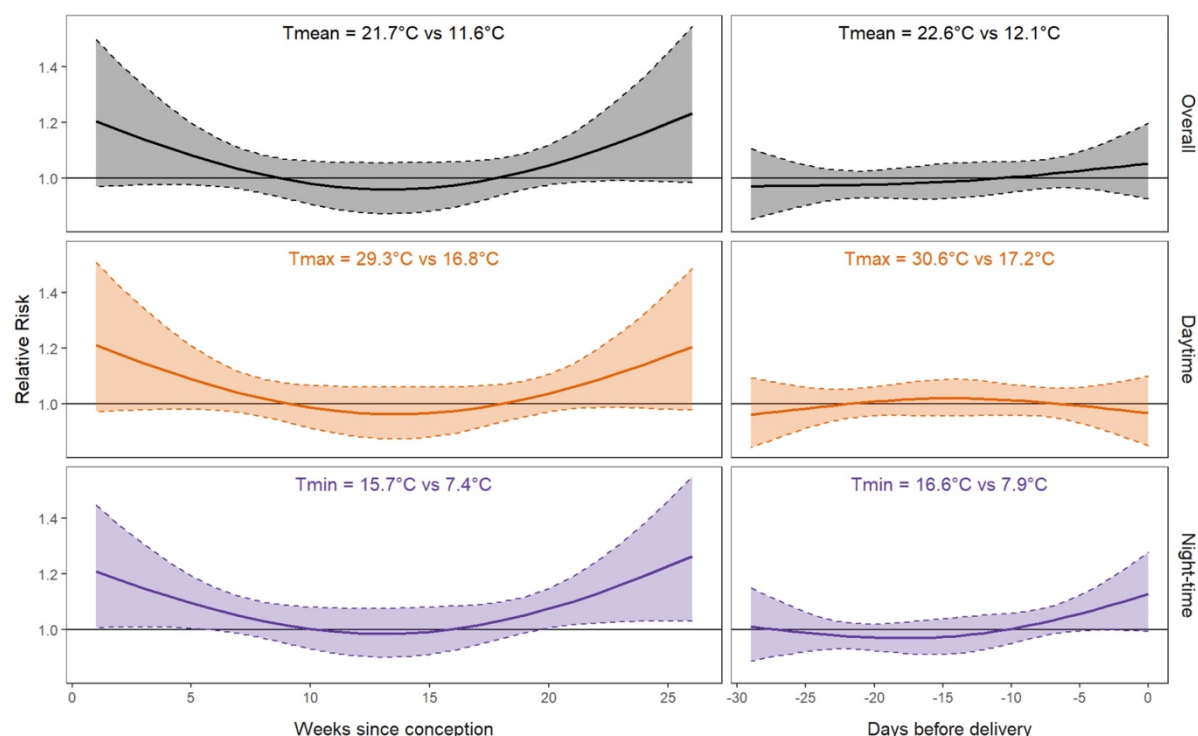 Tmean = 21.7°C vs 11.6°C
Tmean = 22.6°C vs 12.1°C
1.4
1.2
1.0
Overall
Tmax = 29.3°C vs 16.8°C
Tmax = 30.6°C vs 17.2°C
1.4
1.2
1.0
Relative Risk
Daytime
Tmin = 15.7°C vs 7.4°C
Tmin = 16.6°C vs 7.9°C
1.4
1.2
1.0
Night-time
0 5 10 15 20 25
-30 -25 -20 -15 -10 -5 0
Weeks since conception
Days before delivery